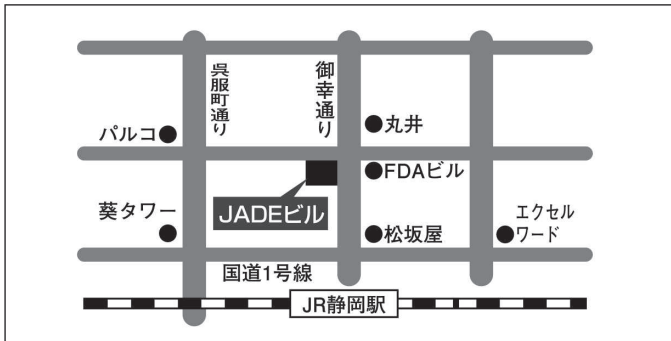 呉服町通り
御幸通り
パルコ
丸井
FDAビル
JADEビル
葵タワー
松坂屋
エクセル
ワード
国道1号線
JR静岡駅